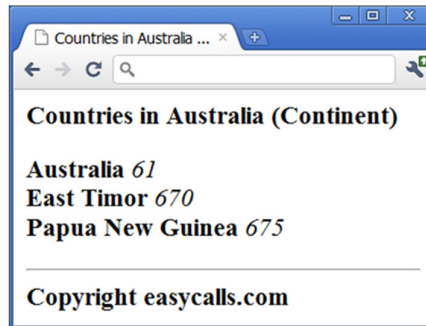 Countries in Australia ...
Countries in Australia (Continent)
Australia 61
East Timor 670
Papua New Guinea 675
Copyright easycalls.com